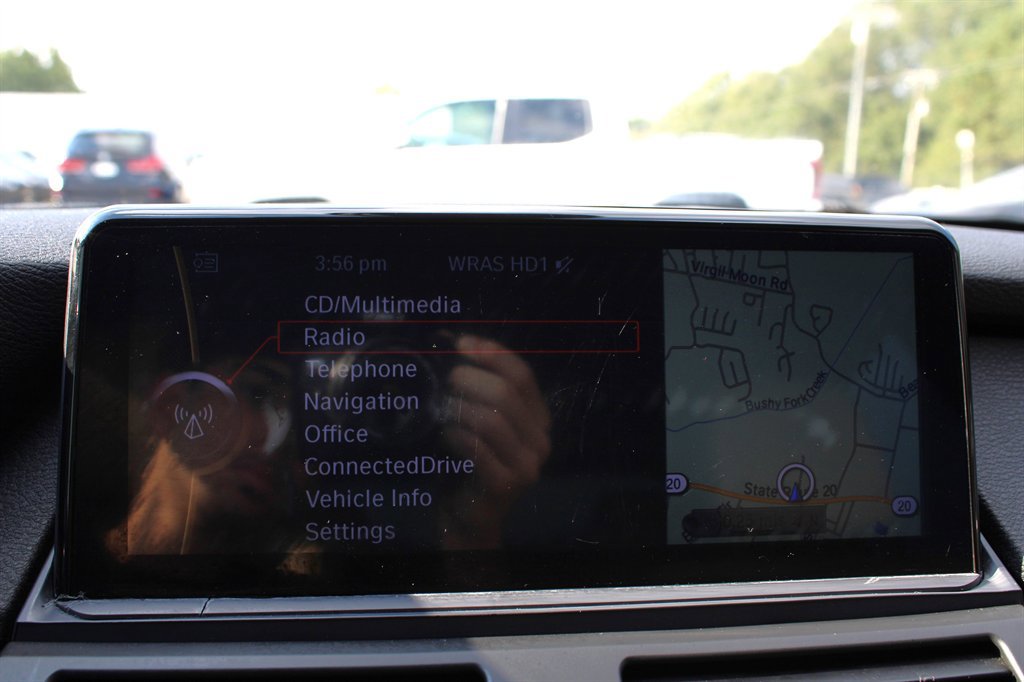 3:56 pm WRAS HD1
CD/Multimedia
Radio
Telephone
Navigation
Office
ConnectedDrive
Vehicle Info
Settings
Virgil-Moon Rd
Bushy Fork Creek
20
20